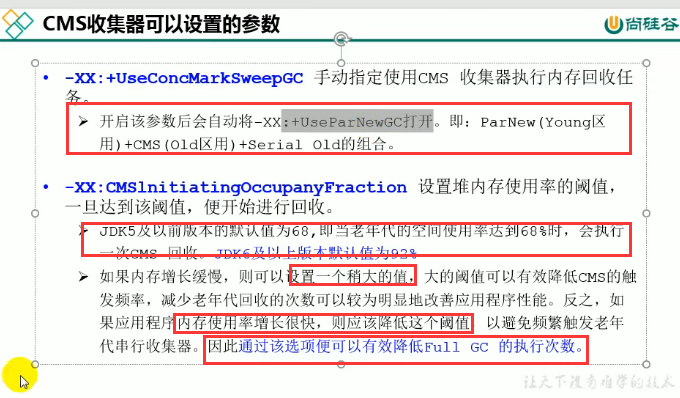 CMS收集器可以设置的参数
尚硅谷
• -XX:+UseConcMarkSweepGC 手动指定使用CMS 收集器执行内存回收任
务。
➢ 开启该参数后会自动将-XX:+UseParNewGC打开。即: ParNew(Young区
用)+CMS(Old区用)+Serial Old的组合。
• -XX:CMSlnitiatingOccupanyFraction 设置堆内存使用率的阈值,
一旦达到该阈值, 便开始进行回收。
➢ JDK5及以前版本的默认值为68,即当老年代的空间使用率达到68%时, 会执行
一次CMS 回收。JDK6及以上版本默认值为92%
➢ 如果内存增长缓慢, 则可以设置一个稍大的值, 大的阈值可以有效降低CMS的触
发频率, 减少老年代回收的次数可以较为明显地改善应用程序性能。反之, 如
果应用程序内存使用率增长很快, 则应该降低这个阈值 以避免频繁触发老年
代串行收集器。因此通过该选项便可以有效降低Full GC 的执行次数。
让天下没有难学的技术